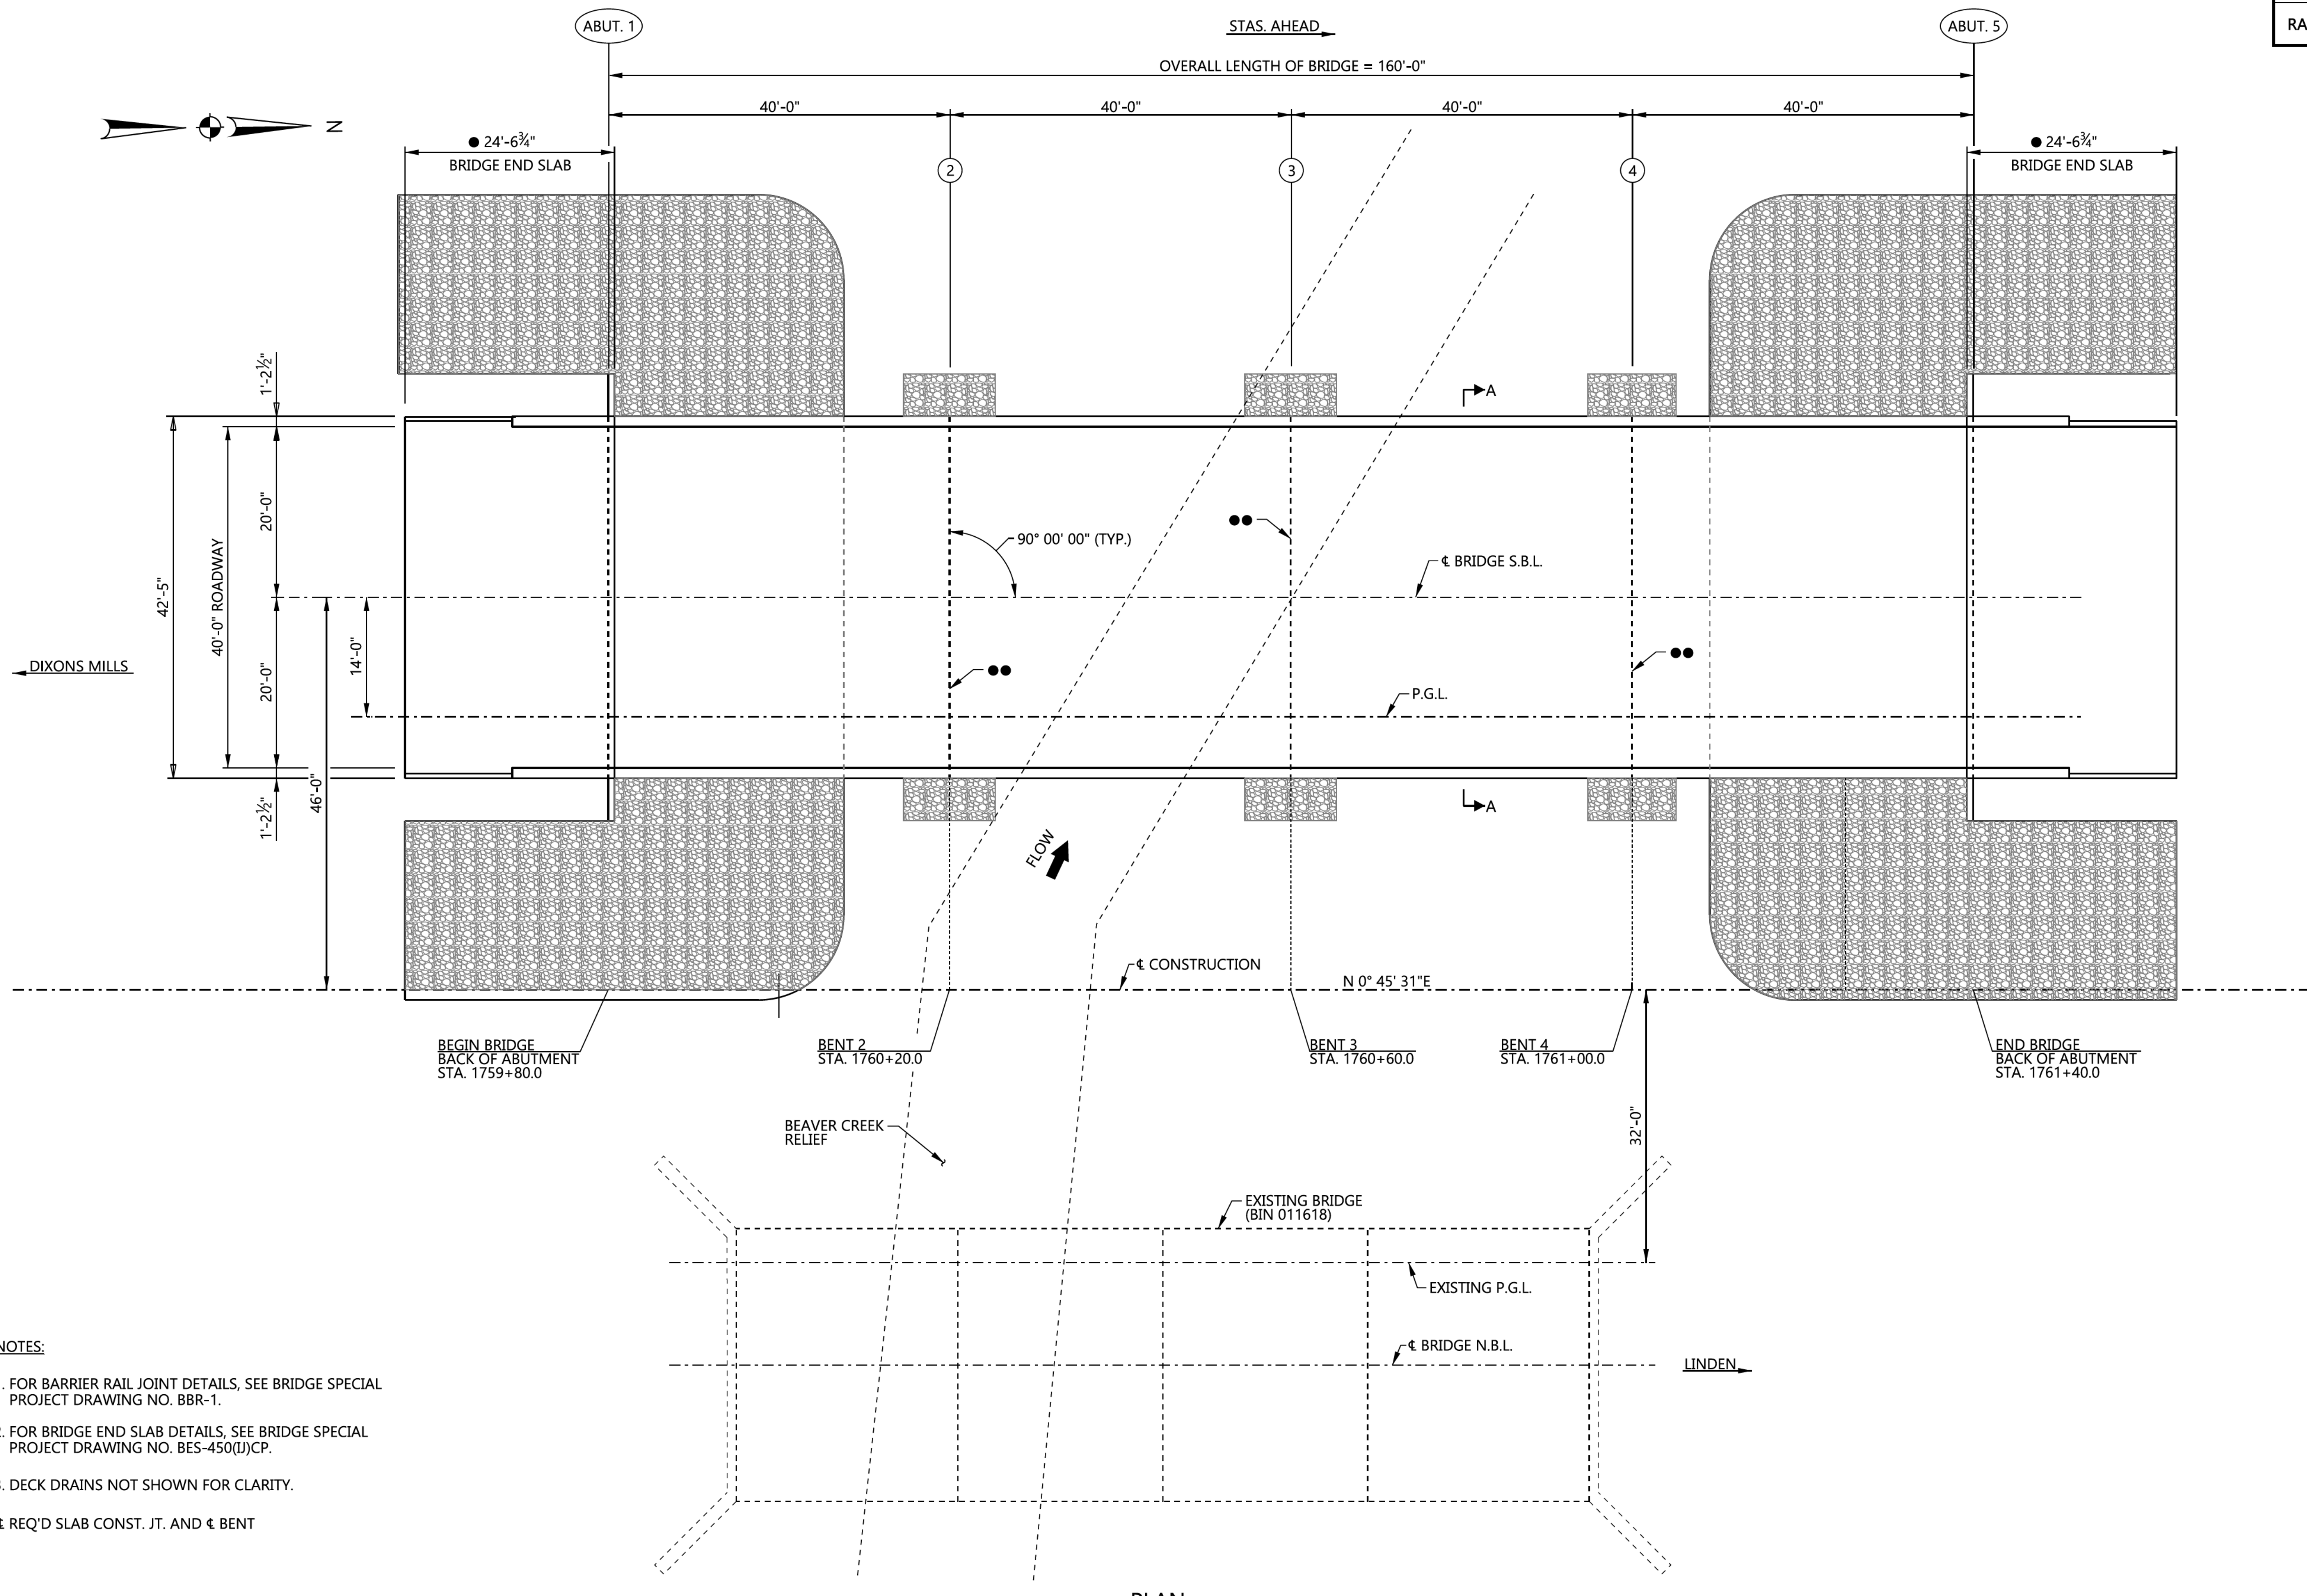 ABUT. 1
STAS. AHEAD
ABUT. 5
RA
OVERALL LENGTH OF BRIDGE = 160'-0"
40'-0"
40'-0"
40'-0"
40'-0"
N
● 24'-6¾"
BRIDGE END SLAB
● 24'-6¾"
BRIDGE END SLAB
2
3
4
1'-2½"
A
20'-0"
●●
90° 00' 00" (TYP.)
℄ BRIDGE S.B.L.
42'-5"
40'-0" ROADWAY
14'-0"
●●
DIXONS MILLS
20'-0"
●●
P.G.L.
46'-0"
1'-2½"
A
FLOW
℄ CONSTRUCTION
N 0° 45' 31"E
BEGIN BRIDGE
BACK OF ABUTMENT
STA. 1759+80.0
BENT 2
STA. 1760+20.0
BENT 3
STA. 1760+60.0
BENT 4
STA. 1761+00.0
END BRIDGE
BACK OF ABUTMENT
STA. 1761+40.0
32'-0"
BEAVER CREEK
RELIEF
EXISTING BRIDGE
(BIN 011618)
EXISTING P.G.L.
℄ BRIDGE N.B.L.
LINDEN
NOTES:
. FOR BARRIER RAIL JOINT DETAILS, SEE BRIDGE SPECIAL
PROJECT DRAWING NO. BBR-1.
. FOR BRIDGE END SLAB DETAILS, SEE BRIDGE SPECIAL
PROJECT DRAWING NO. BES-450(IJ)CP.
. DECK DRAINS NOT SHOWN FOR CLARITY.
℄ REQ'D SLAB CONST. JT. AND ℄ BENT
PLAN